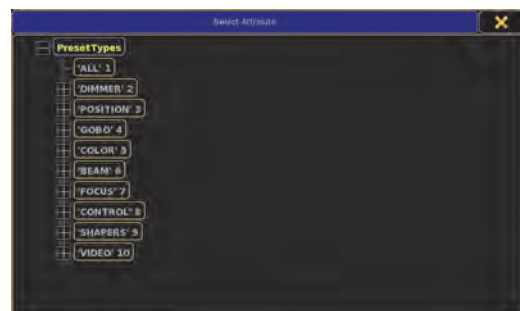 Select Attribute
PresetTypes
'ALL' 1
'DIMMER' 2
'POSITION' 3
'GOBO' 4
'COLOR' 5
'BEAM' 6
'FOCUS' 7
'CONTROL' 8
'SHAPERS' 9
'VIDEO' 10